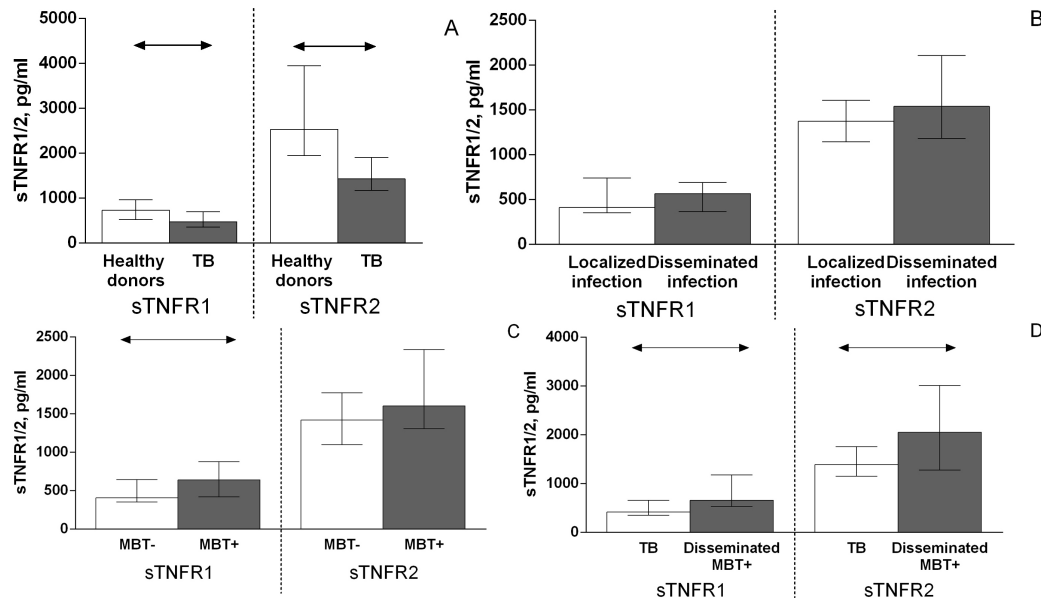 A
sTNFR1/2, pg/ml
5000
4000
3000
2000
1000
0
Healthy donors
TB
Healthy donors
TB
sTNFR1
sTNFR2
B
sTNFR1/2, pg/ml
2500
2000
1500
1000
500
0
Localized infection
Disseminated infection
Localized infection
Disseminated infection
sTNFR1
sTNFR2
C
sTNFR1/2, pg/ml
2500
2000
1500
1000
500
0
MBT-
MBT+
MBT-
MBT+
sTNFR1
sTNFR2
D
sTNFR1/2, pg/ml
4000
3000
2000
1000
0
TB
Disseminated MBT+
TB
Disseminated MBT+
sTNFR1
sTNFR2